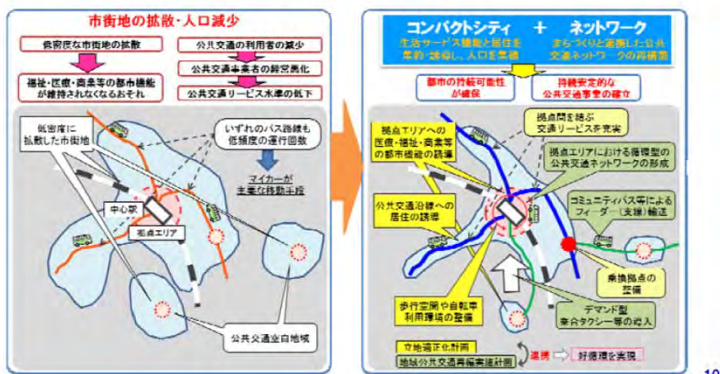 市街地の拡散・人口減少
低密度な市街地の拡散
公共交通の利用者の減少
公共交通事業者の経営悪化
福祉・医療・商業等の都市機能
が維持されなくなるおそれ
公共交通サービス水準の低下
低密度に
拡散した市街地
いずれのバス路線も
低頻度の運行回数
マイカーが
主要な移動手段
中心駅
拠点エリア
公共交通空白地域
コンパクトシティ + ネットワーク
生活サービス機能と居住を
集約・誘導し、人口を集積
まちづくりと連携した公共
交通ネットワークの再構築
都市の持続可能性
が確保
持続安定的な
公共交通事業の確立
拠点エリアへの
医療・福祉・商業等
の都市機能の誘導
拠点間を結ぶ
交通サービスを充実
拠点エリアにおける循環型の
公共交通ネットワークの形成
公共交通沿線への
居住の誘導
コミュニティバス等による
フィーダー(支線)輸送
乗換拠点の
整備
歩行空間や自転車
利用環境の整備
デマンド型
乗合タクシー等の導入
立地適正化計画
地域公共交通再編実施計画
連携
好循環を実現
10